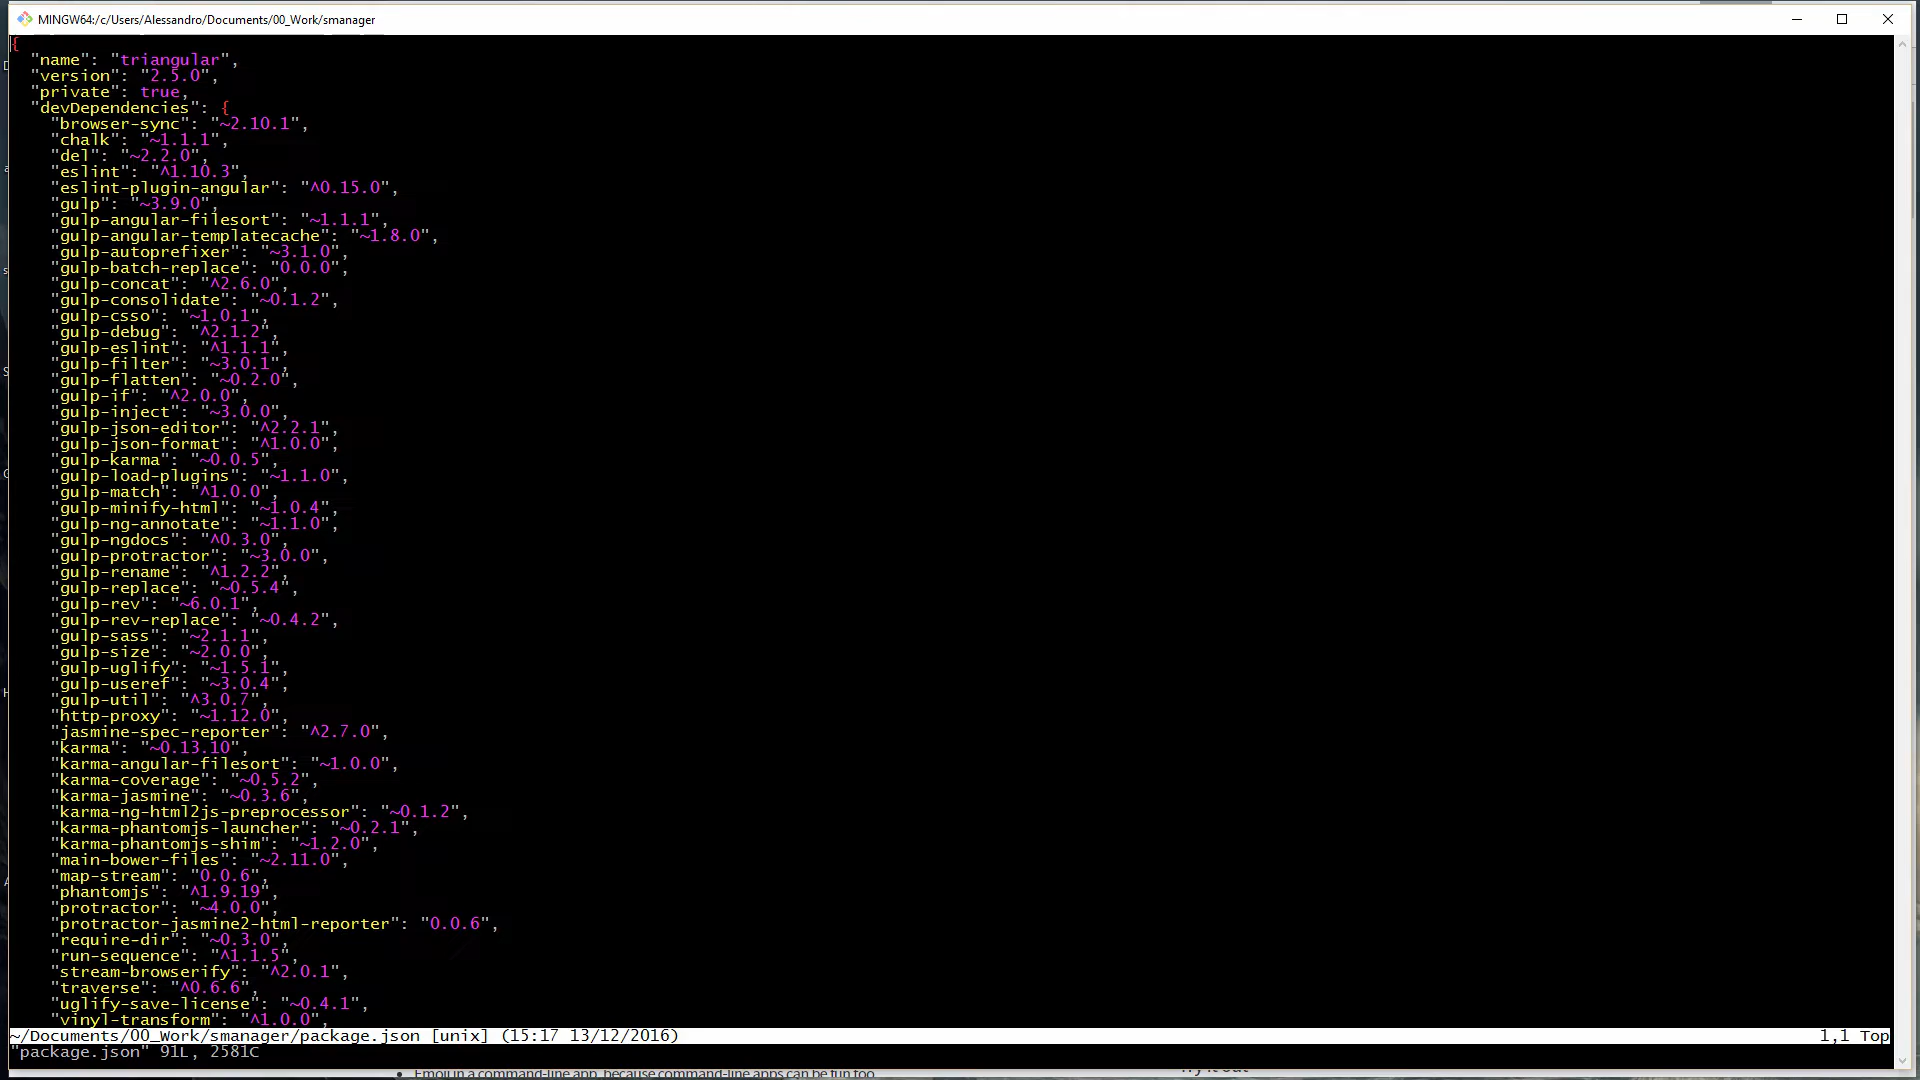 MINGW64:/c/Users/Alessandro/Documents/00_Work/smanager
{
  "name": "triangular",
  "version": "2.5.0",
  "private": true,
  "devDependencies": {
    "browser-sync": "~2.10.1",
    "chalk": "~1.1.1",
    "del": "~2.2.0",
    "eslint": "^1.10.3",
    "eslint-plugin-angular": "^0.15.0",
    "gulp": "~3.9.0",
    "gulp-angular-filesort": "~1.1.1",
    "gulp-angular-templatecache": "~1.8.0",
    "gulp-autoprefixer": "~3.1.0",
    "gulp-batch-replace": "0.0.0",
    "gulp-concat": "^2.6.0",
    "gulp-consolidate": "~0.1.2",
    "gulp-csso": "~1.0.1",
    "gulp-debug": "^2.1.2",
    "gulp-eslint": "^1.1.1",
    "gulp-filter": "~3.0.1",
    "gulp-flatten": "~0.2.0",
    "gulp-if": "^2.0.0",
    "gulp-inject": "~3.0.0",
    "gulp-json-editor": "^2.2.1",
    "gulp-json-format": "^1.0.0",
    "gulp-karma": "~0.0.5",
    "gulp-load-plugins": "~1.1.0",
    "gulp-match": "^1.0.0",
    "gulp-minify-html": "~1.0.4",
    "gulp-ng-annotate": "~1.1.0",
    "gulp-ngdocs": "^0.3.0",
    "gulp-protractor": "~3.0.0",
    "gulp-rename": "^1.2.2",
    "gulp-replace": "~0.5.4",
    "gulp-rev": "~6.0.1",
    "gulp-rev-replace": "~0.4.2",
    "gulp-sass": "~2.1.1",
    "gulp-size": "~2.0.0",
    "gulp-uglify": "~1.5.1",
    "gulp-useref": "~3.0.4",
    "gulp-util": "^3.0.7",
    "http-proxy": "~1.12.0",
    "jasmine-spec-reporter": "^2.7.0",
    "karma": "~0.13.10",
    "karma-angular-filesort": "~1.0.0",
    "karma-coverage": "~0.5.2",
    "karma-jasmine": "~0.3.6",
    "karma-ng-html2js-preprocessor": "~0.1.2",
    "karma-phantomjs-launcher": "~0.2.1",
    "karma-phantomjs-shim": "~1.2.0",
    "main-bower-files": "~2.11.0",
    "map-stream": "0.0.6",
    "phantomjs": "^1.9.19",
    "protractor": "~4.0.0",
    "protractor-jasmine2-html-reporter": "0.0.6",
    "require-dir": "~0.3.0",
    "run-sequence": "^1.1.5",
    "stream-browserify": "^2.0.1",
    "traverse": "^0.6.6",
    "uglify-save-license": "~0.4.1",
    "vinyl-transform": "^1.0.0",
~/Documents/00_Work/smanager/package.json [unix] (15:17 13/12/2016) 1,1 Top
"package.json" 91L, 2581C
Emoji in a command-line app, because command-line apps can be fun too